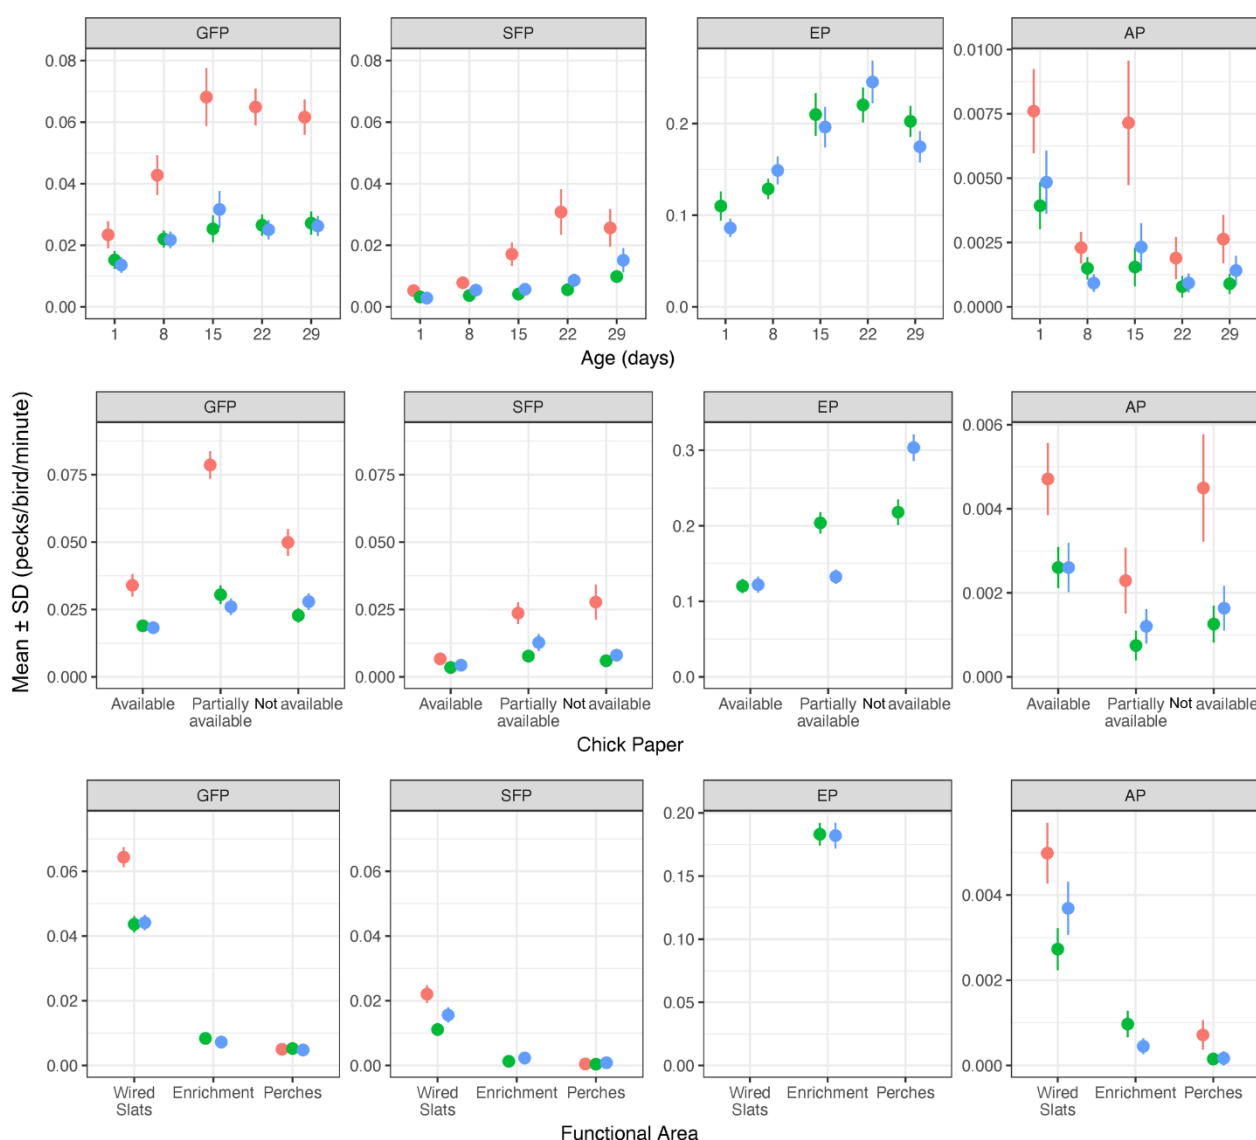 GFP SFP EP AP
0.08 0.08 0.2 0.0100
0.06 0.06 0.0075
0.04 0.04 0.1 0.0050
0.02 0.02 0.0025
0.00 0.00 0.0 0.0000
1 8 15 22 29 1 8 15 22 29 1 8 15 22 29 1 8 15 22 29
Age (days)
Mean ± SD (pecks/bird/minute)
GFP SFP EP AP
0.075 0.075 0.3 0.006
0.050 0.050 0.2 0.004
0.025 0.025 0.1 0.002
0.000 0.000 0.0 0.000
Available Partially Not available Available Partially Not available Available Partially Not available Available Partially Not available
available available available available
Chick Paper
GFP SFP EP AP
0.06 0.06 0.20
0.04 0.04 0.15 0.004
0.02 0.02 0.10 0.002
0.00 0.00 0.05 0.000
0.00
Wired Enrichment Perches Wired Enrichment Perches Wired Enrichment Perches Wired Enrichment Perches
Slats Slats Slats Slats
Functional Area